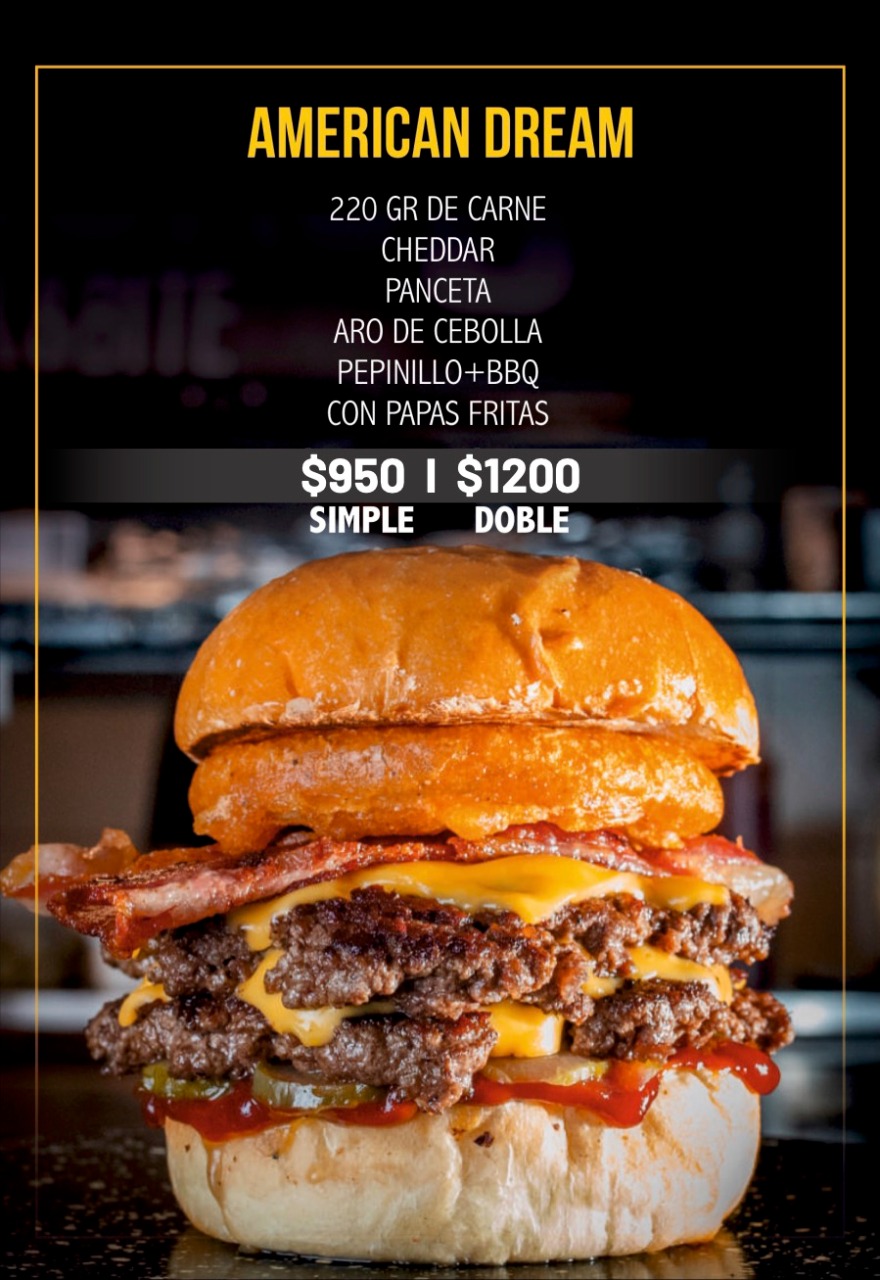 AMERICAN DREAM
220 GR DE CARNE
CHEDDAR
PANCETA
ARO DE CEBOLLA
PEPINILLO+BBQ
CON PAPAS FRITAS
$950 | $1200
SIMPLE DOBLE